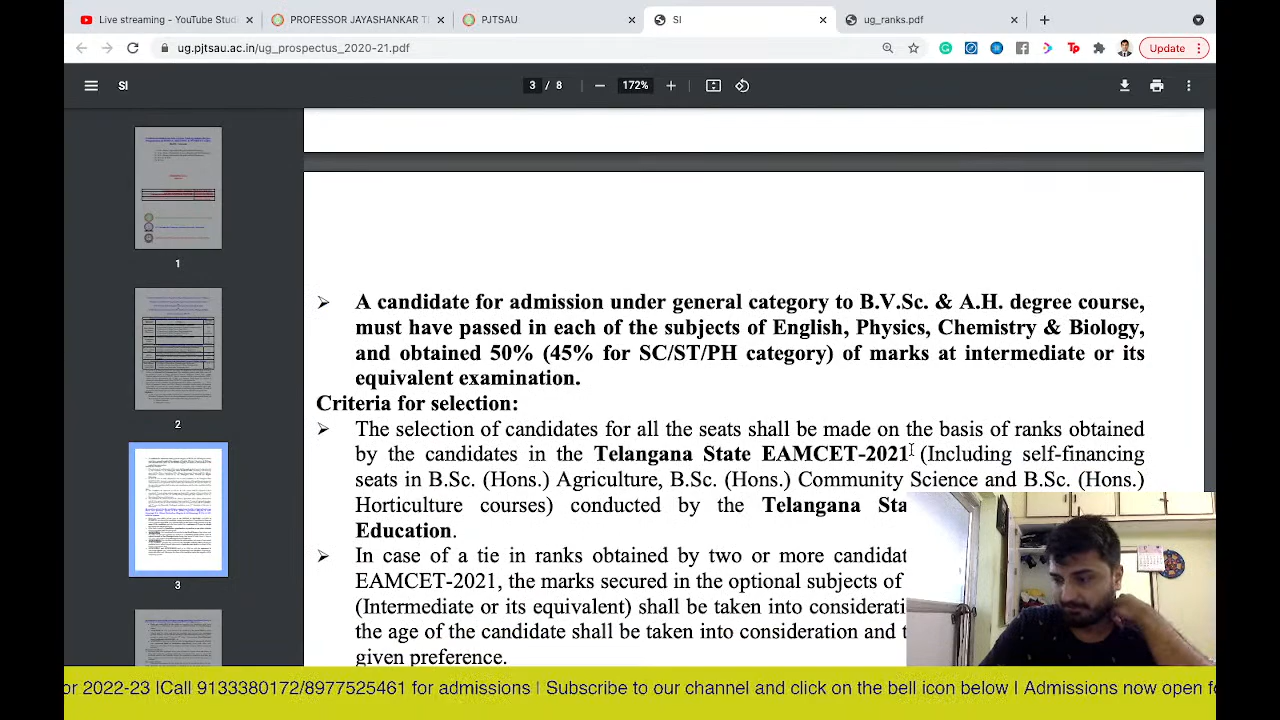 Live streaming - YouTube Stud
PROFESSOR JAYASHANKAR T
PJTSAU
SI
ug_ranks.pdf
ug.pjtsau.ac.in/ug_prospectus_2020-21.pdf
Update
SI
3 / 8
172%
➢ A candidate for admission under general category to B.V.Sc. & A.H. degree course,
must have passed in each of the subjects of English, Physics, Chemistry & Biology,
and obtained 50% (45% for SC/ST/PH category) of marks at intermediate or its
equivalent examination.
Criteria for selection:
➢ The selection of candidates for all the seats shall be made on the basis of ranks obtained
by the candidates in the Telangana State EAMCET-2021 (Including self-financing
seats in B.Sc. (Hons.) Agriculture, B.Sc. (Hons.) Community Science and B.Sc. (Hons.)
Horticulture courses) conducted by the Telangana Sta
Education.
➢ In case of a tie in ranks obtained by two or more candidat
EAMCET-2021, the marks secured in the optional subjects of
(Intermediate or its equivalent) shall be taken into considerati
the age of the candidate shall be taken into consideration and t
given preference.
1
2
3
or 2022-23 ICall 9133380172/8977525461 for admissions I Subscribe to our channel and click on the bell icon below I Admissions now open fo